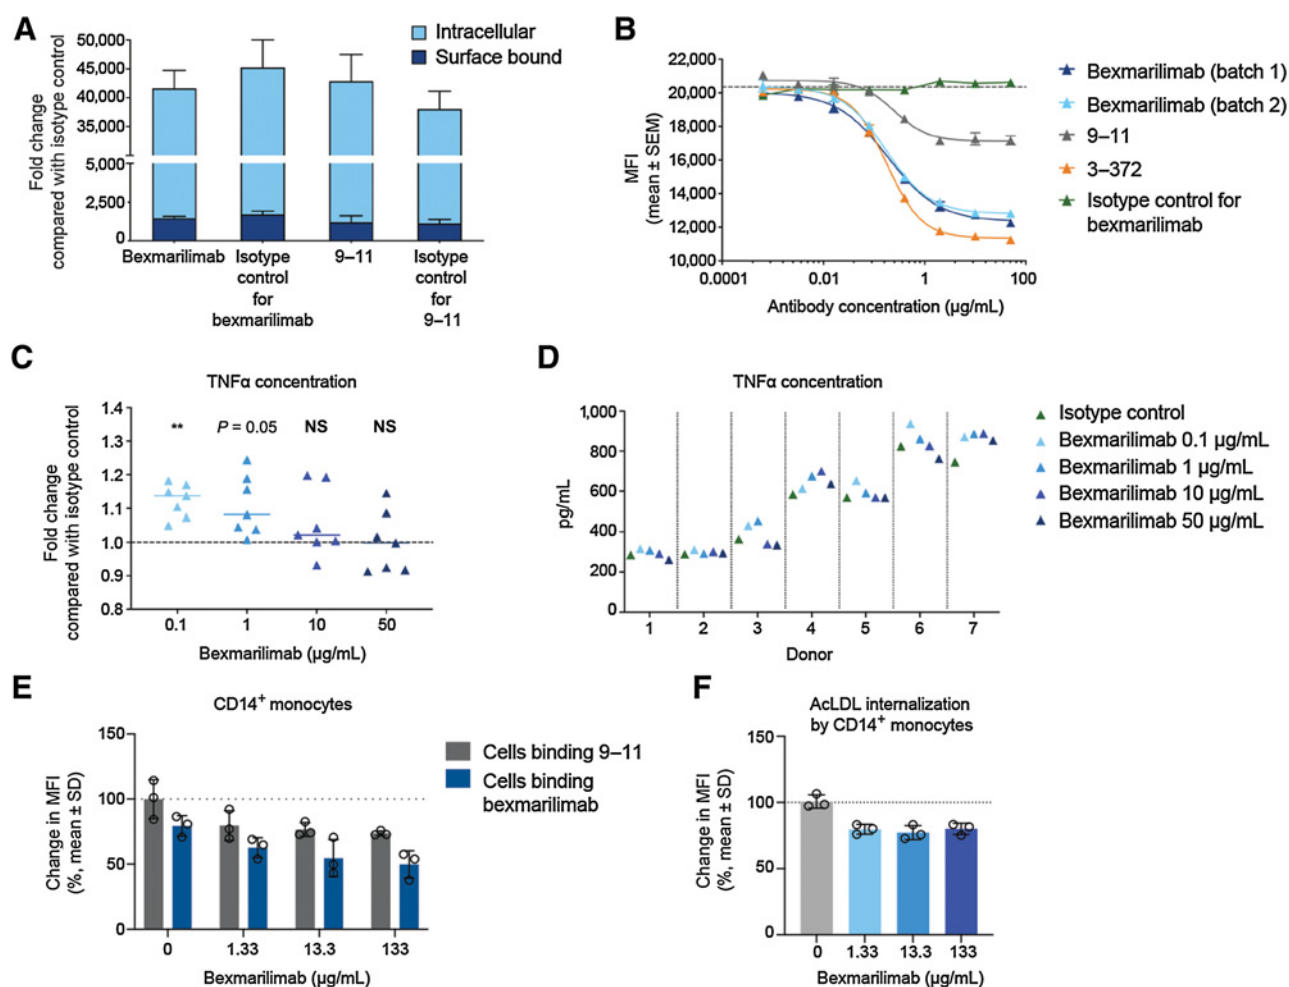 A
Intracellular
Surface bound
Fold change
compared with isotype control
50,000
45,000
40,000
35,000
5,000
2,500
0
Bexmarilimab
Isotype
control
for
bexmarilimab
9–11
Isotype
control
for
9–11
B
MFI
(mean ± SEM)
22,000
20,000
18,000
16,000
14,000
12,000
10,000
0.0001
0.01
1
100
Antibody concentration (µg/mL)
Bexmarilimab (batch 1)
Bexmarilimab (batch 2)
9–11
3–372
Isotype control for
bexmarilimab
C
TNFα concentration
Fold change
compared with isotype control
1.4
1.3
1.2
1.1
1.0
0.9
0.8
**
P = 0.05
NS
NS
0.1
1
10
50
Bexmarilimab (µg/mL)
D
TNFα concentration
pg/mL
1,000
800
600
400
200
0
1
2
3
4
5
6
7
Donor
Isotype control
Bexmarilimab 0.1 µg/mL
Bexmarilimab 1 µg/mL
Bexmarilimab 10 µg/mL
Bexmarilimab 50 µg/mL
E
CD14+ monocytes
Change in MFI
(%, mean ± SD)
150
100
50
0
0
1.33
13.3
133
Bexmarilimab (µg/mL)
Cells binding 9–11
Cells binding
bexmarilimab
F
AcLDL internalization
by CD14+ monocytes
Change in MFI
(%, mean ± SD)
150
100
50
0
0
1.33
13.3
133
Bexmarilimab (µg/mL)